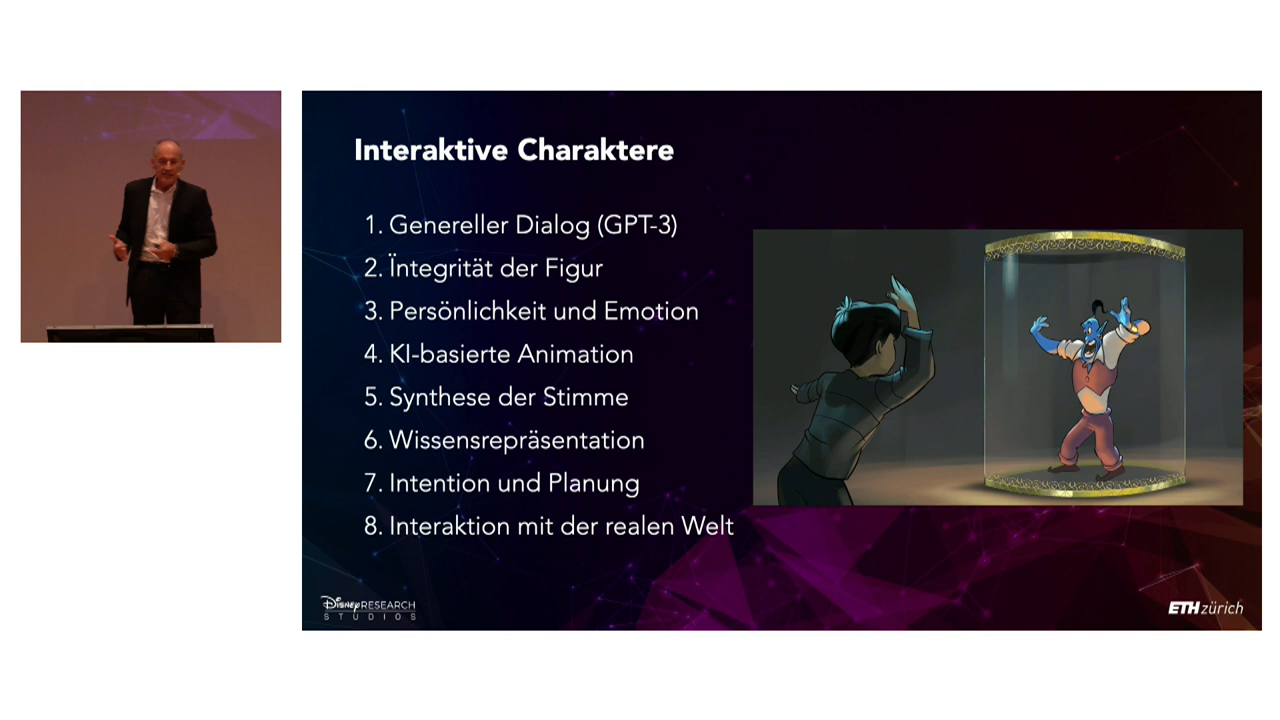 Interaktive Charaktere
1. Genereller Dialog (GPT-3)
2. Ïntegrität der Figur
3. Persönlichkeit und Emotion
4. KI-basierte Animation
5. Synthese der Stimme
6. Wissensrepräsentation
7. Intention und Planung
8. Interaktion mit der realen Welt
Disney RESEARCH
STUDIOS
ETH zürich